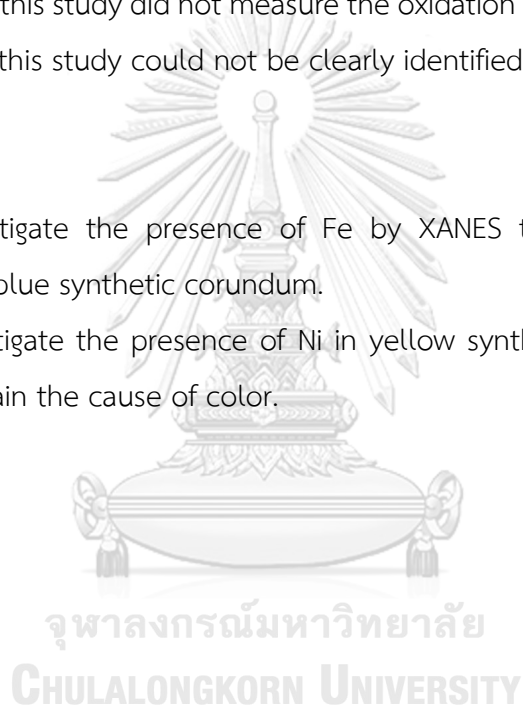 this study did not measure the oxidation
this study could not be clearly identified
tigate the presence of Fe by XANES t
blue synthetic corundum.
tigate the presence of Ni in yellow synth
ain the cause of color.
จุฬาลงกรณ์มหาวิทยาลัย
CHULALONGKORN UNIVERSITY